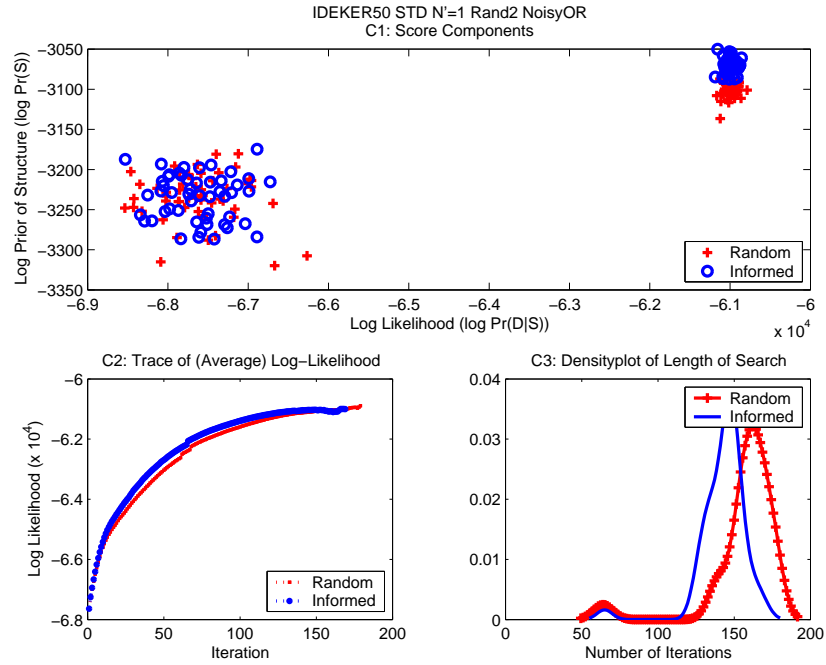 IDEKER50 STD N'=1 Rand2 NoisyOR
C1: Score Components
Log Prior of Structure (log Pr(S))
−3050
−3100
−3150
−3200
−3250
−3300
−3350
Random
Informed
−6.9
−6.8
−6.7
−6.6
−6.5
−6.4
−6.3
−6.2
−6.1
−6
Log Likelihood (log Pr(D|S))
x 10^4
C2: Trace of (Average) Log−Likelihood
Log Likelihood (x 10^4)
−6
−6.2
−6.4
−6.6
−6.8
Random
Informed
0
50
100
150
200
Iteration
C3: Densityplot of Length of Search
0.04
0.03
0.02
0.01
0
Random
Informed
0
50
100
150
200
Number of Iterations